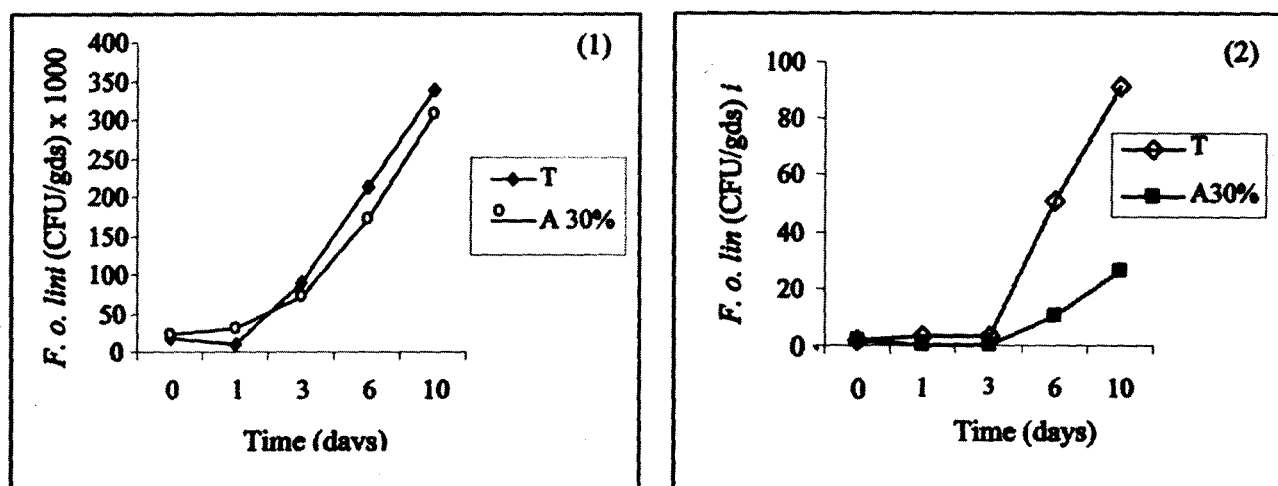 (1)
F. o. lini (CFU/gds) x 1000
400
350
300
250
200
150
100
50
0
0 1 3 6 10
Time (davs)
T
A 30%
(2)
F. o. lin (CFU/gds) i
100
80
60
40
20
0
0 1 3 6 10
Time (days)
T
A30%